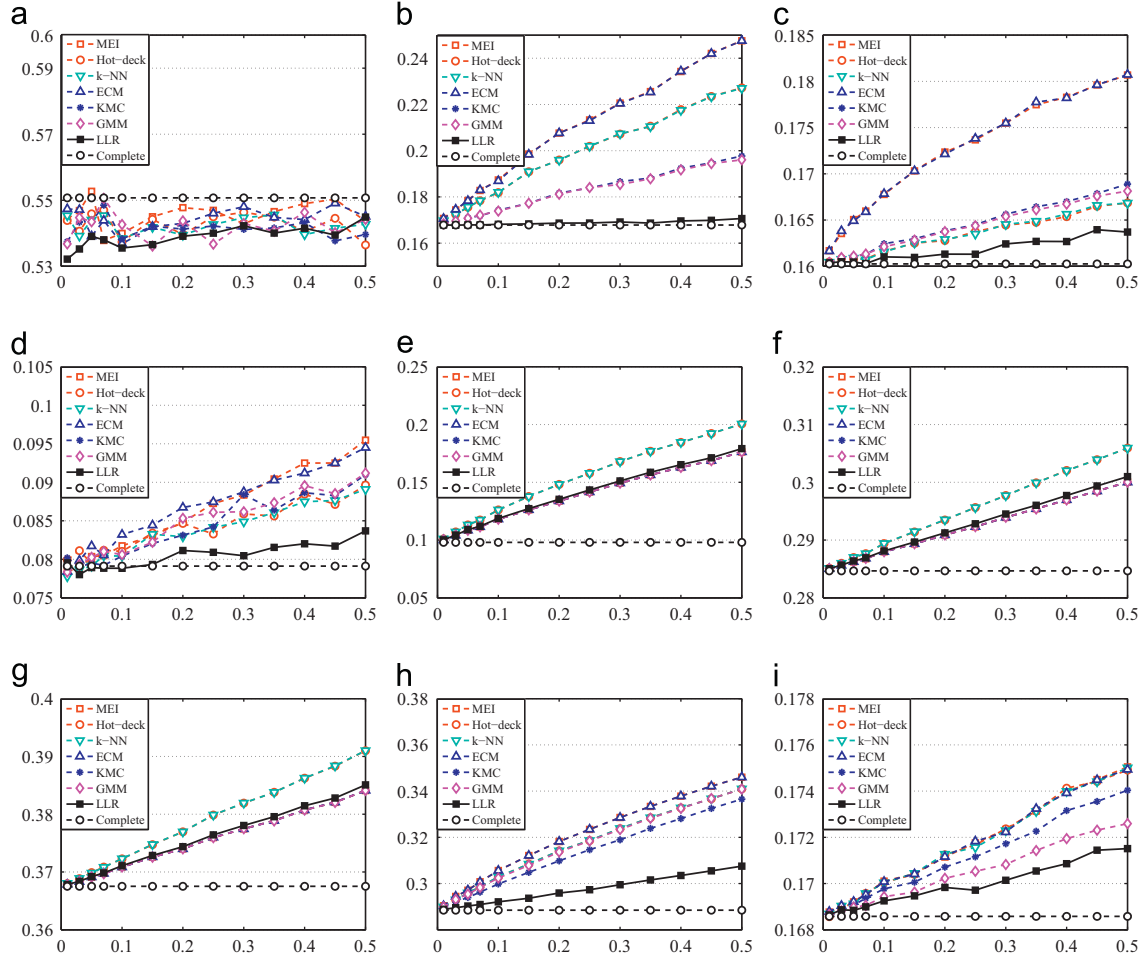 a
0.6
0.59
0.57
0.55
0.53
MEI
Hot-deck
k-NN
ECM
KMC
GMM
LLR
Complete
0 0.1 0.2 0.3 0.4 0.5
b
0.24
0.22
0.2
0.18
0.16
MEI
Hot-deck
k-NN
ECM
KMC
GMM
LLR
Complete
0 0.1 0.2 0.3 0.4 0.5
c
0.185
0.18
0.175
0.17
0.165
0.16
MEI
Hot-deck
k-NN
ECM
KMC
GMM
LLR
Complete
0 0.1 0.2 0.3 0.4 0.5
d
0.105
0.1
0.095
0.09
0.085
0.08
0.075
MEI
Hot-deck
k-NN
ECM
KMC
GMM
LLR
Complete
0 0.1 0.2 0.3 0.4 0.5
e
0.25
0.2
0.15
0.1
0.05
MEI
Hot-deck
k-NN
ECM
KMC
GMM
LLR
Complete
0 0.1 0.2 0.3 0.4 0.5
f
0.32
0.31
0.3
0.29
0.28
MEI
Hot-deck
k-NN
ECM
KMC
GMM
LLR
Complete
0 0.1 0.2 0.3 0.4 0.5
g
0.4
0.39
0.38
0.37
0.36
MEI
Hot-deck
k-NN
ECM
KMC
GMM
LLR
Complete
0 0.1 0.2 0.3 0.4 0.5
h
0.38
0.36
0.34
0.32
0.3
MEI
Hot-deck
k-NN
ECM
KMC
GMM
LLR
Complete
0 0.1 0.2 0.3 0.4 0.5
i
0.178
0.176
0.174
0.172
0.17
0.168
MEI
Hot-deck
k-NN
ECM
KMC
GMM
LLR
Complete
0 0.1 0.2 0.3 0.4 0.5